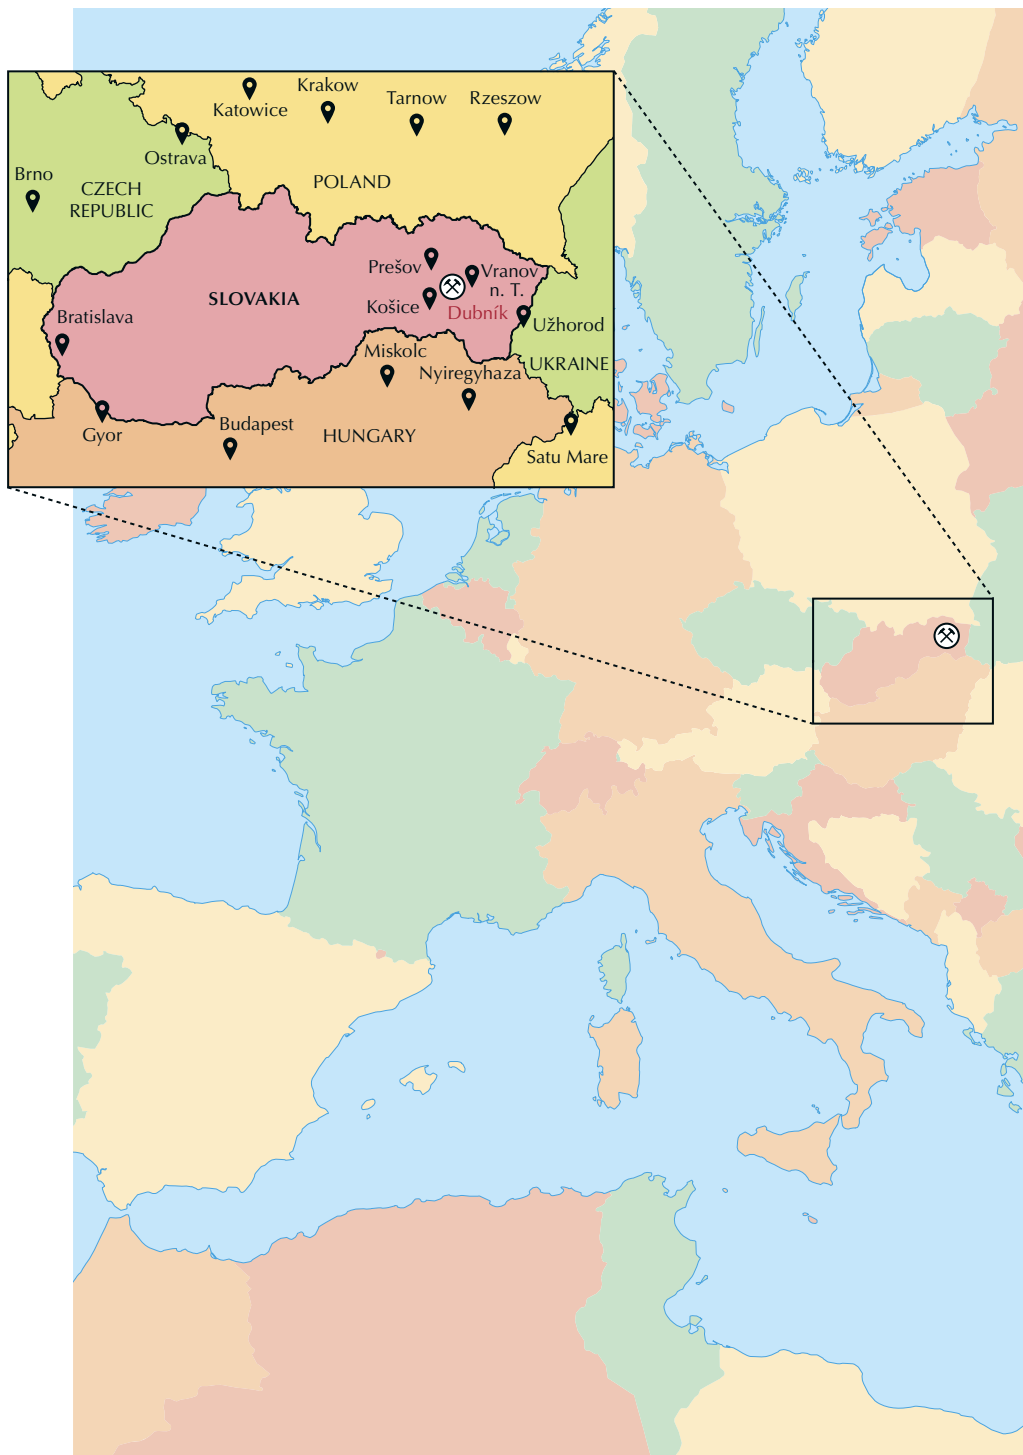 Krakow
Katowice
Tarnow
Rzeszow
Ostrava
Brno
CZECH
REPUBLIC
POLAND
Prešov
Vranov
n. T.
SLOVAKIA
Košice
Dubník
Bratislava
Užhorod
Miskolc
UKRAINE
Nyiregyhaza
Gyor
Budapest
HUNGARY
Satu Mare